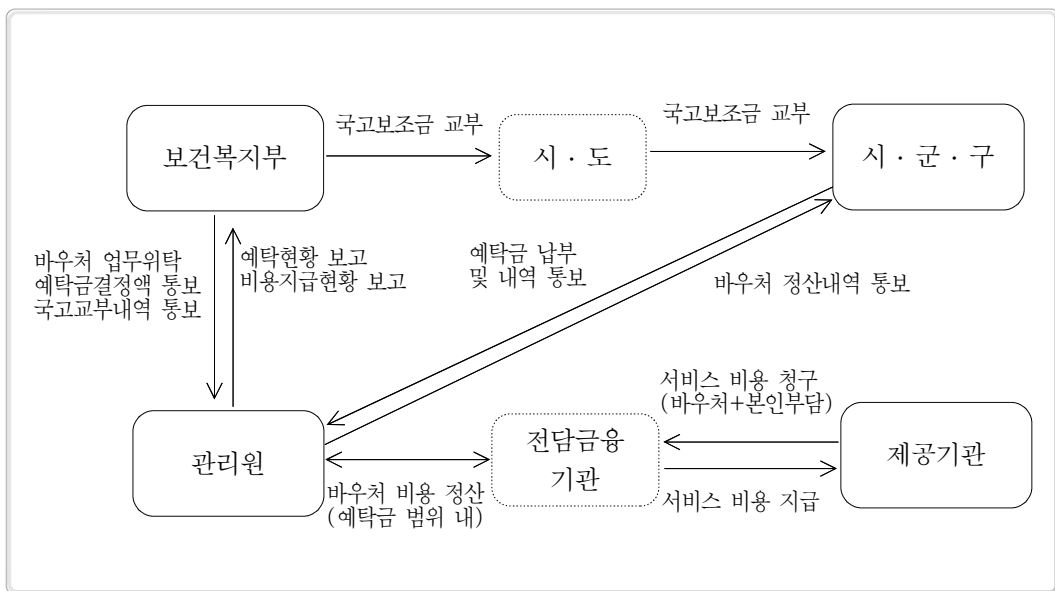 국고보조금 교부
국고보조금 교부
보건복지부
시 · 도
시 · 군 · 구
바우처 업무위탁
예탁금결정액 통보
국고교부내역 통보
예탁현황 보고
비용지급현황 보고
예탁금 납부
및 내역 통보
바우처 정산내역 통보
서비스 비용 청구
(바우처+본인부담)
관리원
전담금융
기관
제공기관
바우처 비용 정산
(예탁금 범위 내)
서비스 비용 지급